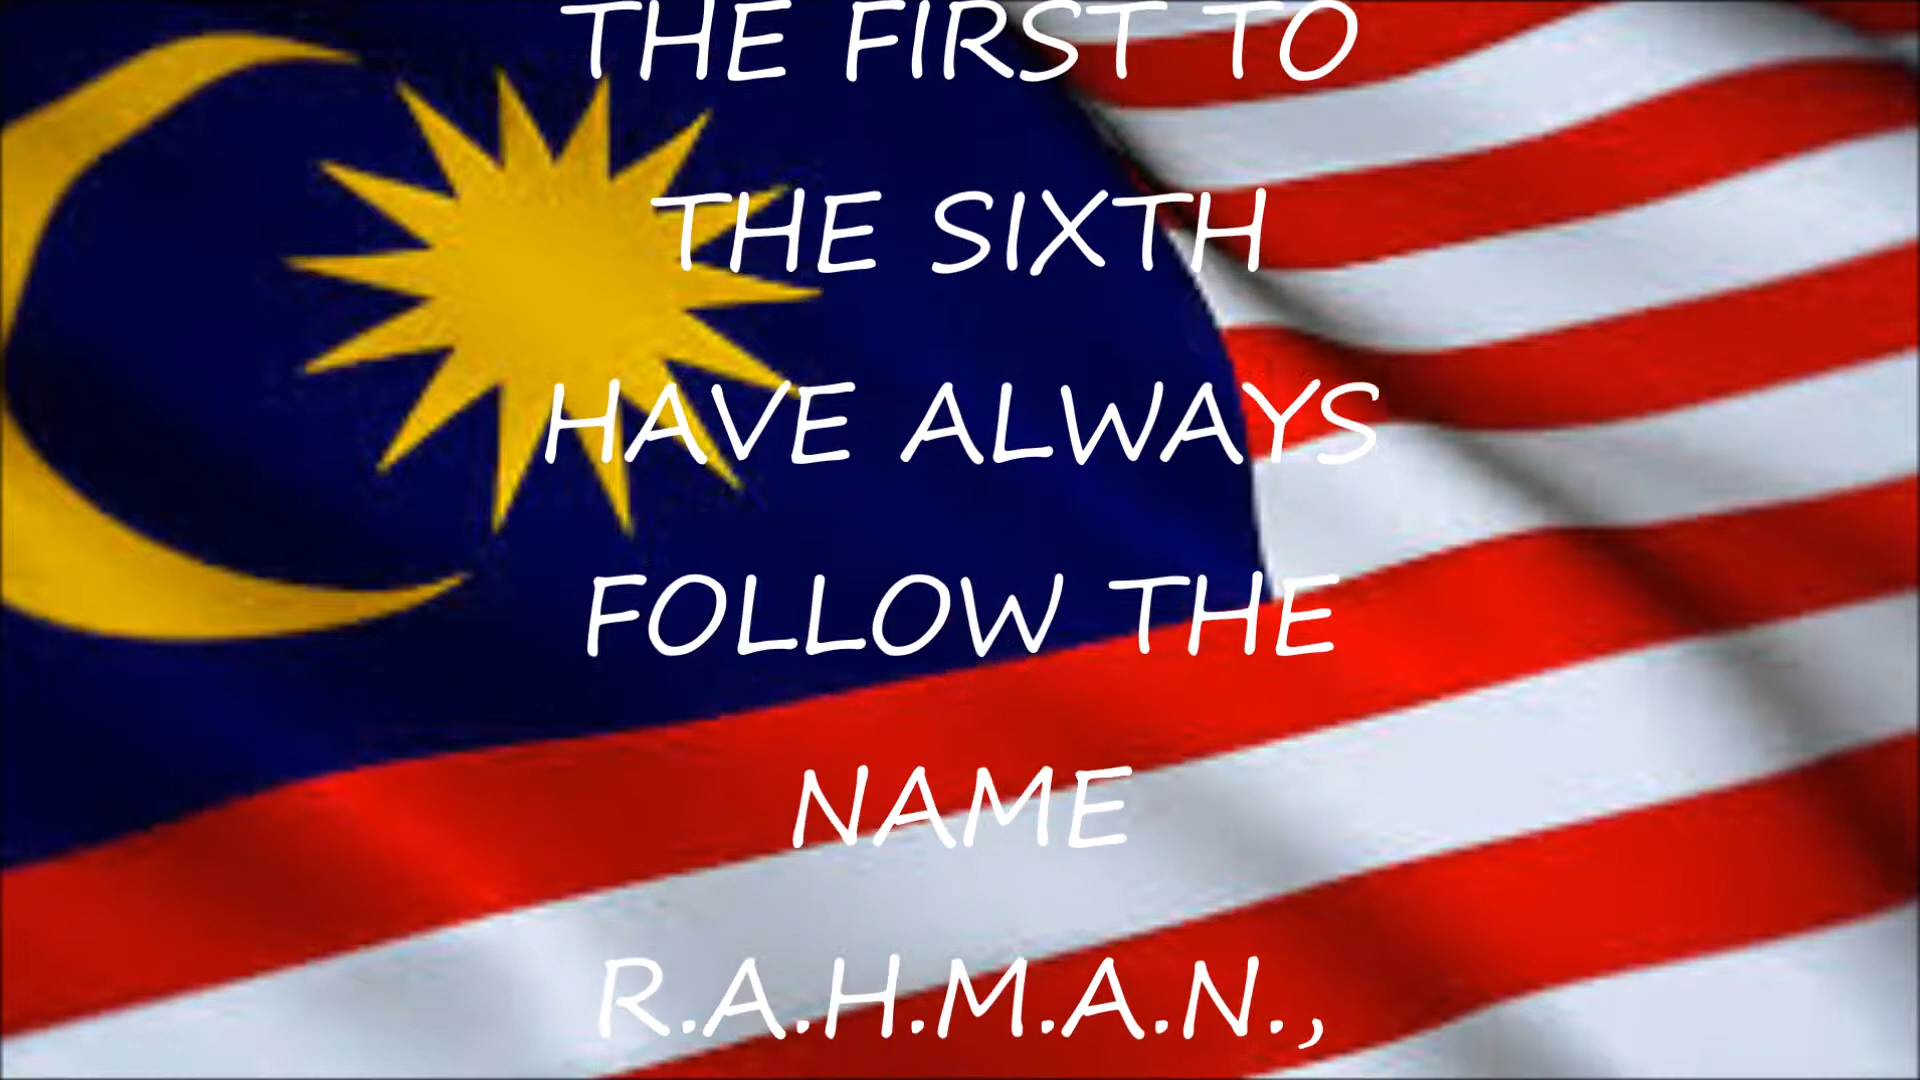 THE FIRST TO
THE SIXTH
HAVE ALWAYS
FOLLOW THE
NAME
R.A.H.M.A.N.,